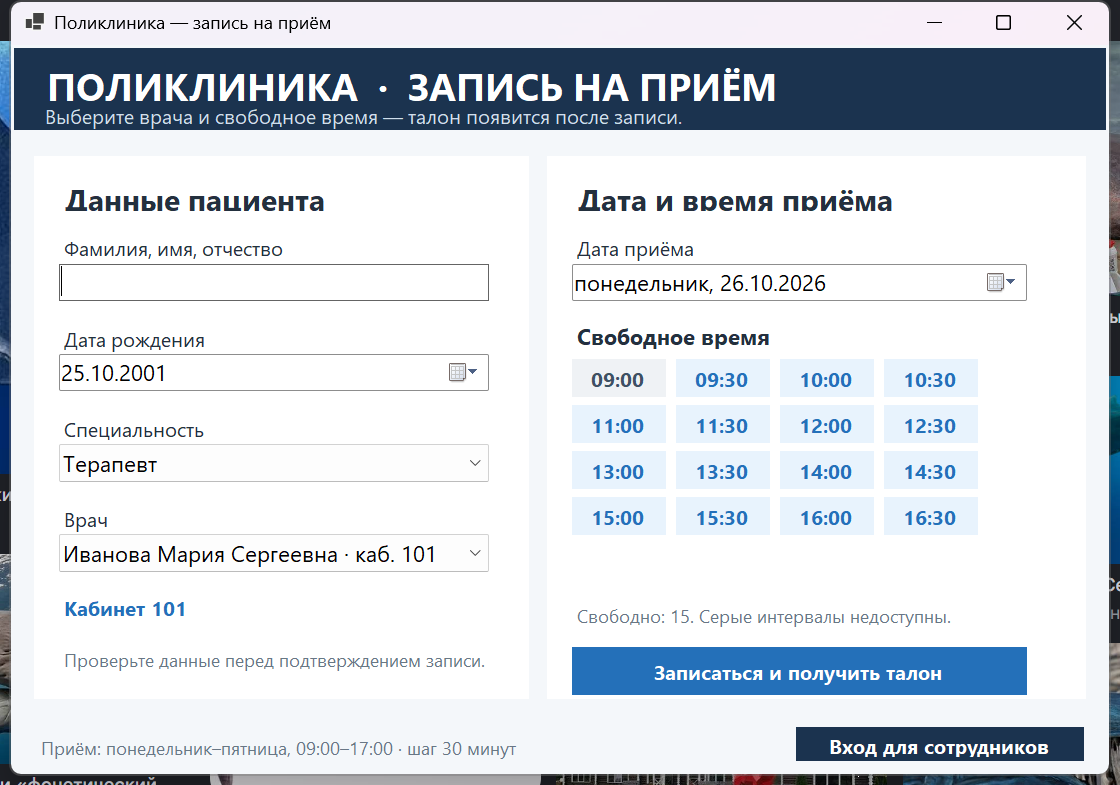 Поликлиника — запись на приём
ПОЛИКЛИНИКА · ЗАПИСЬ НА ПРИЁМ
Выберите врача и свободное время — талон появится после записи.
Данные пациента
Фамилия, имя, отчество
Дата рождения
25.10.2001
Специальность
Терапевт
Врач
Иванова Мария Сергеевна · каб. 101
Кабинет 101
Проверьте данные перед подтверждением записи.
Дата и время приёма
Дата приёма
понедельник, 26.10.2026
Свободное время
09:00 09:30 10:00 10:30
11:00 11:30 12:00 12:30
13:00 13:30 14:00 14:30
15:00 15:30 16:00 16:30
Свободно: 15. Серые интервалы недоступны.
Записаться и получить талон
Приём: понедельник–пятница, 09:00–17:00 · шаг 30 минут
Вход для сотрудников